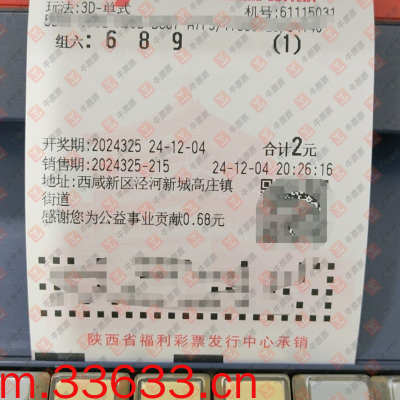 玩法:3D-单式
机号:61115031
组六: 6 8 9 (1)
开奖期:2024325 24-12-04 合计2元
销售期:2024325-215 24-12-04 20:26:16
地址:西咸新区泾河新城高庄镇
街道
感谢您为公益事业贡献0.68元
陕西省福利彩票发行中心承销
m.33633.cn